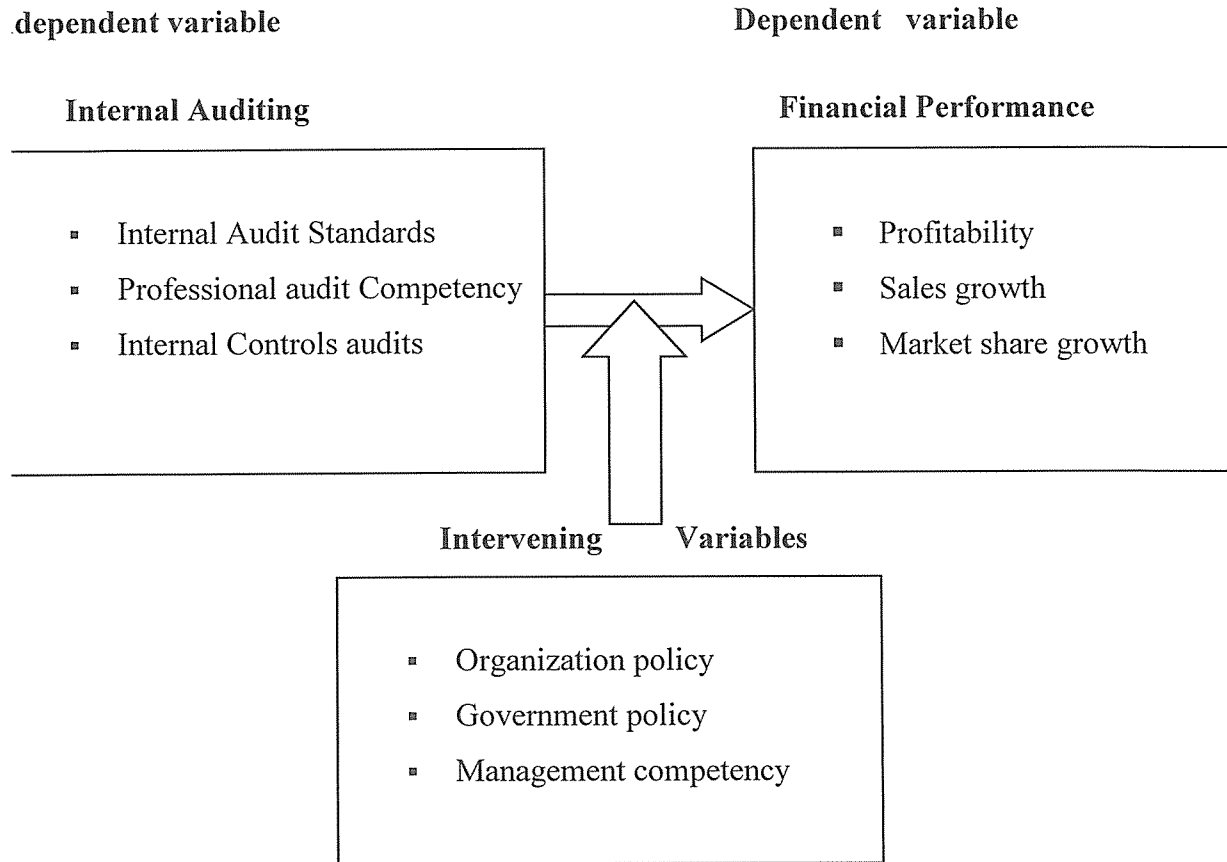 .dependent variable
Dependent variable
Internal Auditing
Financial Performance
▪ Internal Audit Standards
▪ Professional audit Competency
▪ Internal Controls audits
▪ Profitability
▪ Sales growth
▪ Market share growth
Intervening Variables
▪ Organization policy
▪ Government policy
▪ Management competency